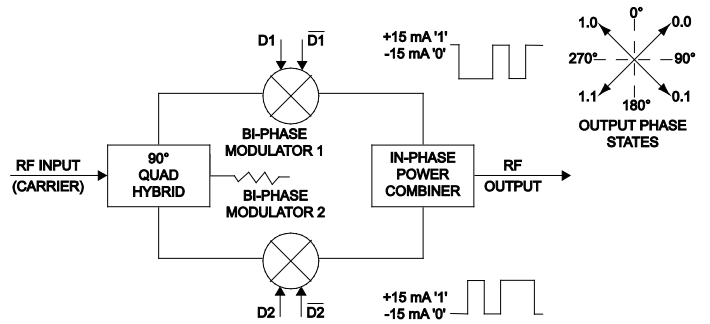 D1 D̅1̅
+15 mA '1'
-15 mA '0'
0°
1.0 0.0
270° 90°
1.1 0.1
180°
OUTPUT PHASE
STATES
BI-PHASE
MODULATOR 1
RF INPUT
(CARRIER)
90°
QUAD
HYBRID
BI-PHASE
MODULATOR 2
IN-PHASE
POWER
COMBINER
RF
OUTPUT
D2 D̅2̅
+15 mA '1'
-15 mA '0'